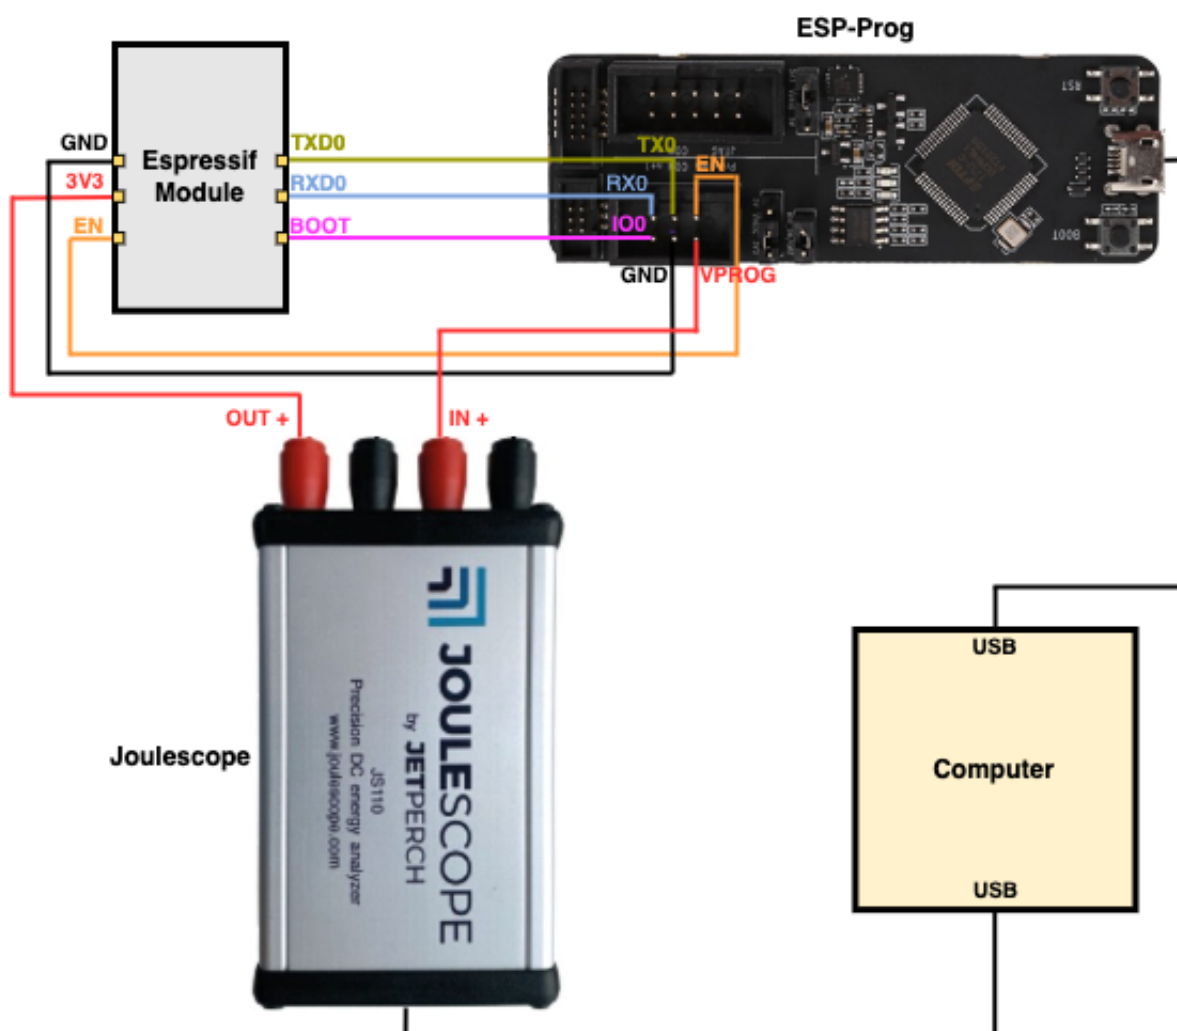 ESP-Prog
GND
3V3
EN
Espressif
Module
TXD0
RXD0
BOOT
TX0
RX0
IO0
EN
GND
VPROG
RST
BOOT
JTAG
OUT +
IN +
JOULESCOPE
by JETPERCH
JS110
Precision DC energy analyzer
www.joulescope.com
Joulescope
USB
Computer
USB